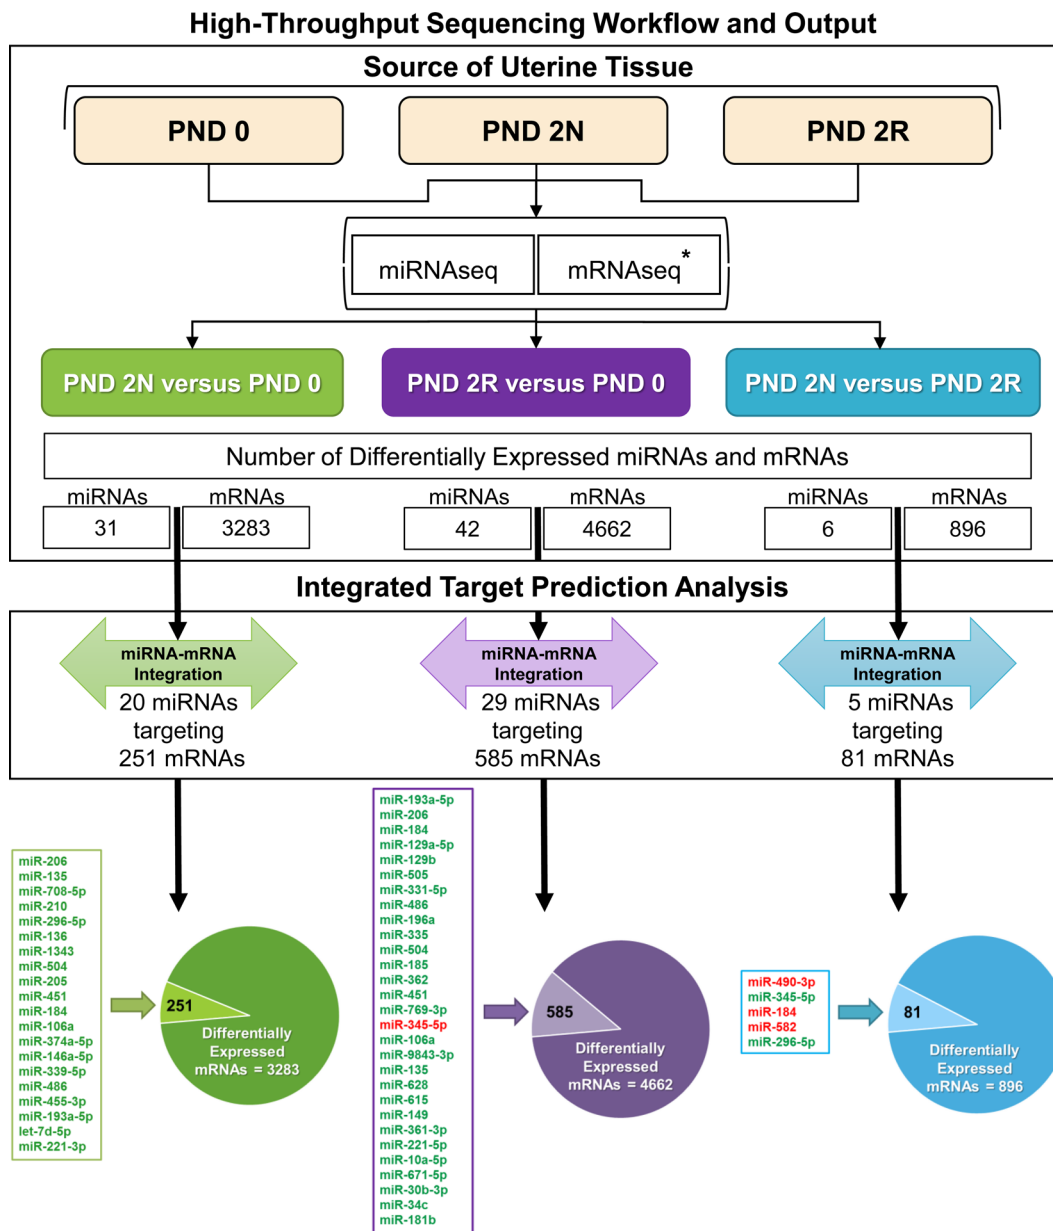 High-Throughput Sequencing Workflow and Output
Source of Uterine Tissue
PND 0
PND 2N
PND 2R
miRNAseq
mRNAseq*
PND 2N versus PND 0
PND 2R versus PND 0
PND 2N versus PND 2R
Number of Differentially Expressed miRNAs and mRNAs
miRNAs
mRNAs
miRNAs
mRNAs
miRNAs
mRNAs
31
3283
42
4662
6
896
Integrated Target Prediction Analysis
miRNA-mRNA
Integration
20 miRNAs
targeting
251 mRNAs
miRNA-mRNA
Integration
29 miRNAs
targeting
585 mRNAs
miRNA-mRNA
Integration
5 miRNAs
targeting
81 mRNAs
miR-206
miR-135
miR-708-5p
miR-210
miR-296-5p
miR-136
miR-1343
miR-504
miR-205
miR-451
miR-184
miR-106a
miR-374a-5p
miR-146a-5p
miR-339-5p
miR-486
miR-455-3p
miR-193a-5p
let-7d-5p
miR-221-3p
251
Differentially
Expressed
mRNAs = 3283
miR-193a-5p
miR-206
miR-184
miR-129a-5p
miR-129b
miR-505
miR-331-5p
miR-486
miR-196a
miR-335
miR-504
miR-185
miR-362
miR-451
miR-769-3p
miR-345-5p
miR-106a
miR-9843-3p
miR-135
miR-628
miR-615
miR-149
miR-361-3p
miR-221-5p
miR-10a-5p
miR-671-5p
miR-30b-3p
miR-34c
miR-181b
585
Differentially
Expressed
mRNAs = 4662
miR-490-3p
miR-345-5p
miR-184
miR-582
miR-296-5p
81
Differentially
Expressed
mRNAs = 896